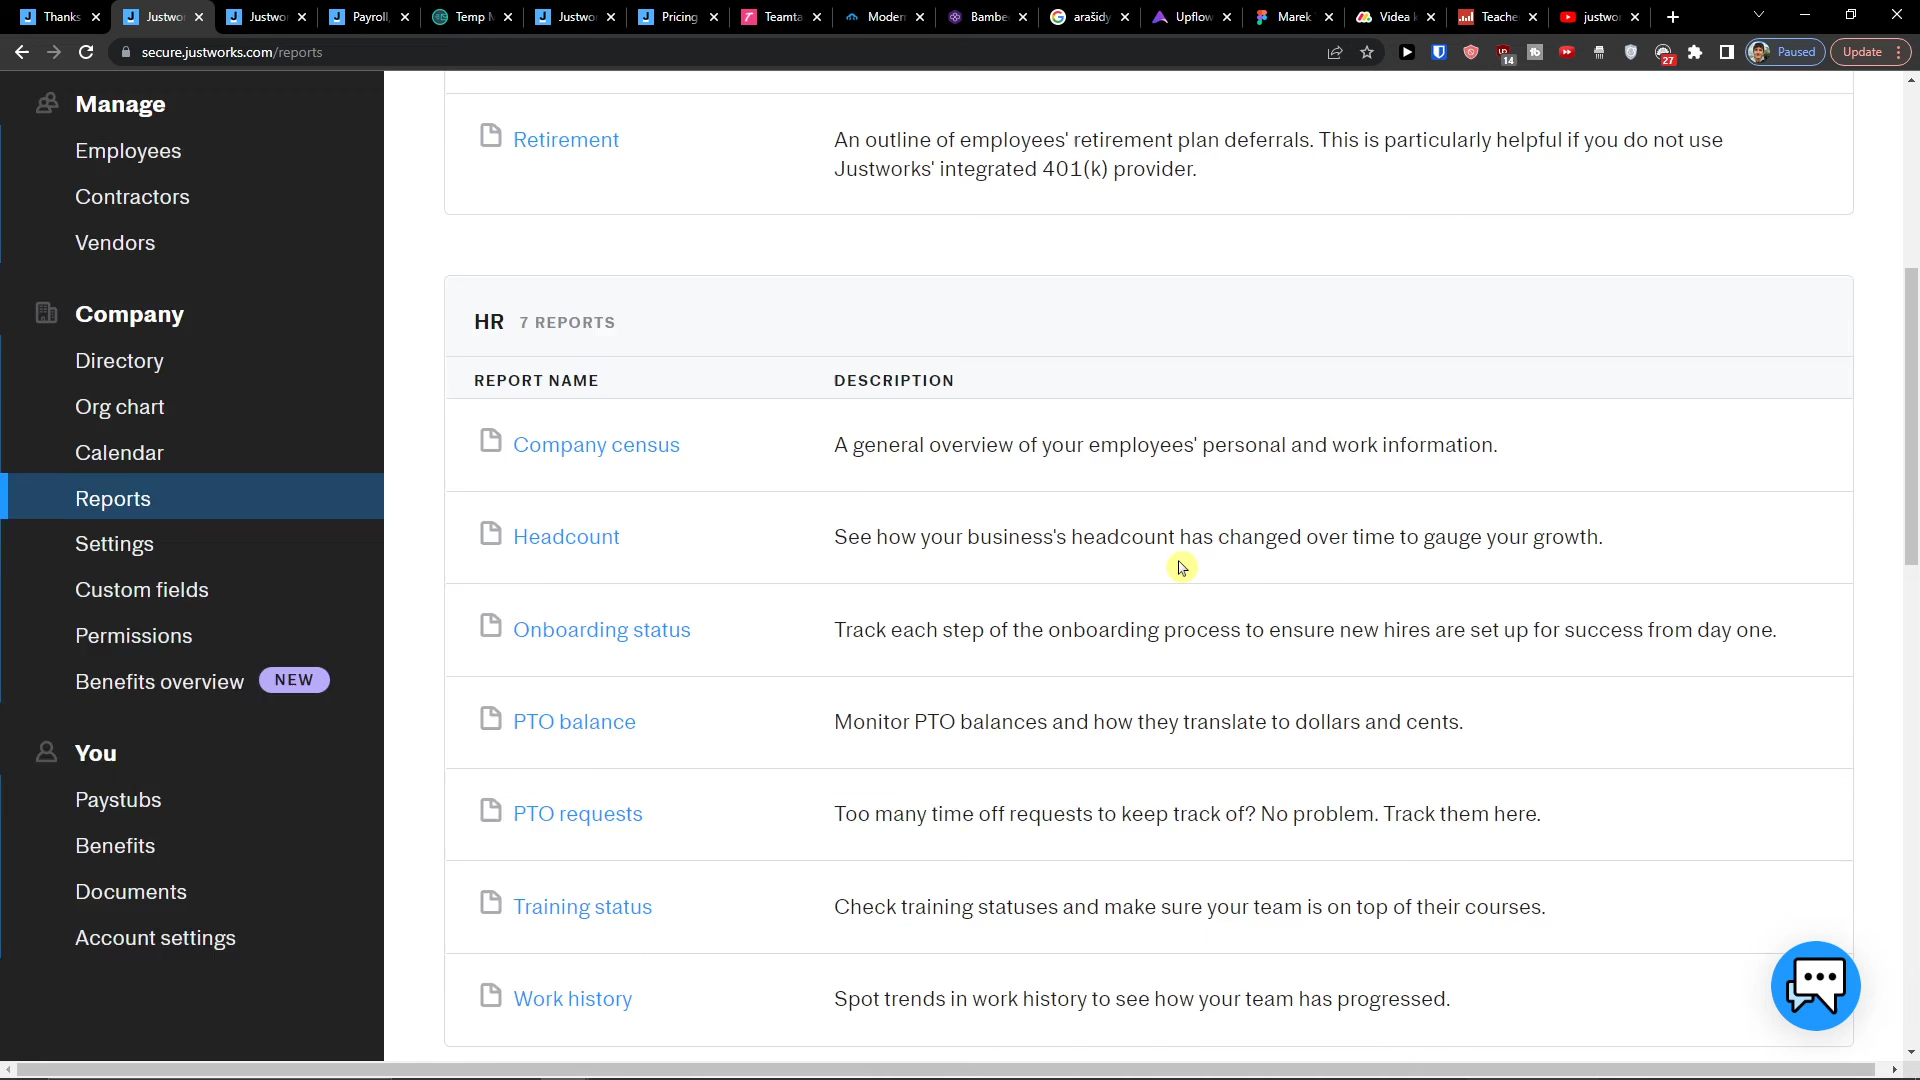 Thanks
Justwo
Justwo
Payroll,
Temp M
Justwo
Pricing
Teamta
Modern
Bambe
arašídy
Upflow
Marek
Videa k
Teache
justwor
secure.justworks.com/reports
14
27
Paused
Update
Manage
Employees
Contractors
Vendors
Company
Directory
Org chart
Calendar
Reports
Settings
Custom fields
Permissions
Benefits overview NEW
You
Paystubs
Benefits
Documents
Account settings
Retirement
An outline of employees' retirement plan deferrals. This is particularly helpful if you do not use
Justworks' integrated 401(k) provider.
HR 7 REPORTS
REPORT NAME DESCRIPTION
Company census A general overview of your employees' personal and work information.
Headcount See how your business's headcount has changed over time to gauge your growth.
Onboarding status Track each step of the onboarding process to ensure new hires are set up for success from day one.
PTO balance Monitor PTO balances and how they translate to dollars and cents.
PTO requests Too many time off requests to keep track of? No problem. Track them here.
Training status Check training statuses and make sure your team is on top of their courses.
Work history Spot trends in work history to see how your team has progressed.